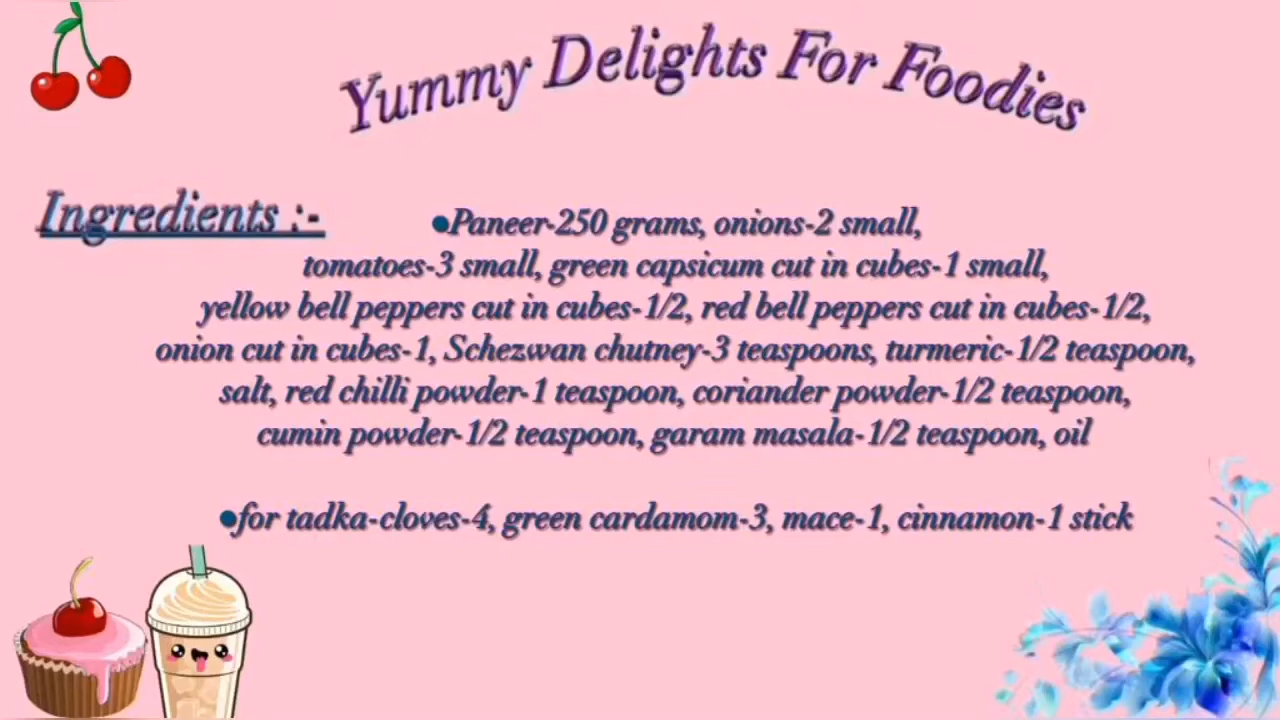 Yummy Delights For Foodies
Ingredients :-
●Paneer-250 grams, onions-2 small,
tomatoes-3 small, green capsicum cut in cubes-1 small,
yellow bell peppers cut in cubes-1/2, red bell peppers cut in cubes-1/2,
onion cut in cubes-1, Schezwan chutney-3 teaspoons, turmeric-1/2 teaspoon,
salt, red chilli powder-1 teaspoon, coriander powder-1/2 teaspoon,
cumin powder-1/2 teaspoon, garam masala-1/2 teaspoon, oil
●for tadka-cloves-4, green cardamom-3, mace-1, cinnamon-1 stick